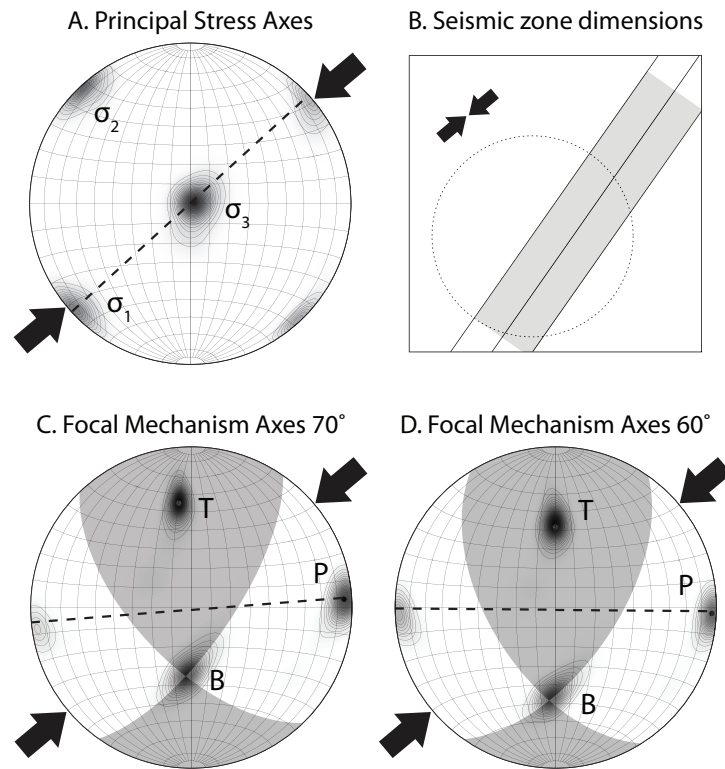 A. Principal Stress Axes
B. Seismic zone dimensions
σ₂
σ₃
σ₁
C. Focal Mechanism Axes 70˚
D. Focal Mechanism Axes 60˚
T
P
B
T
P
B